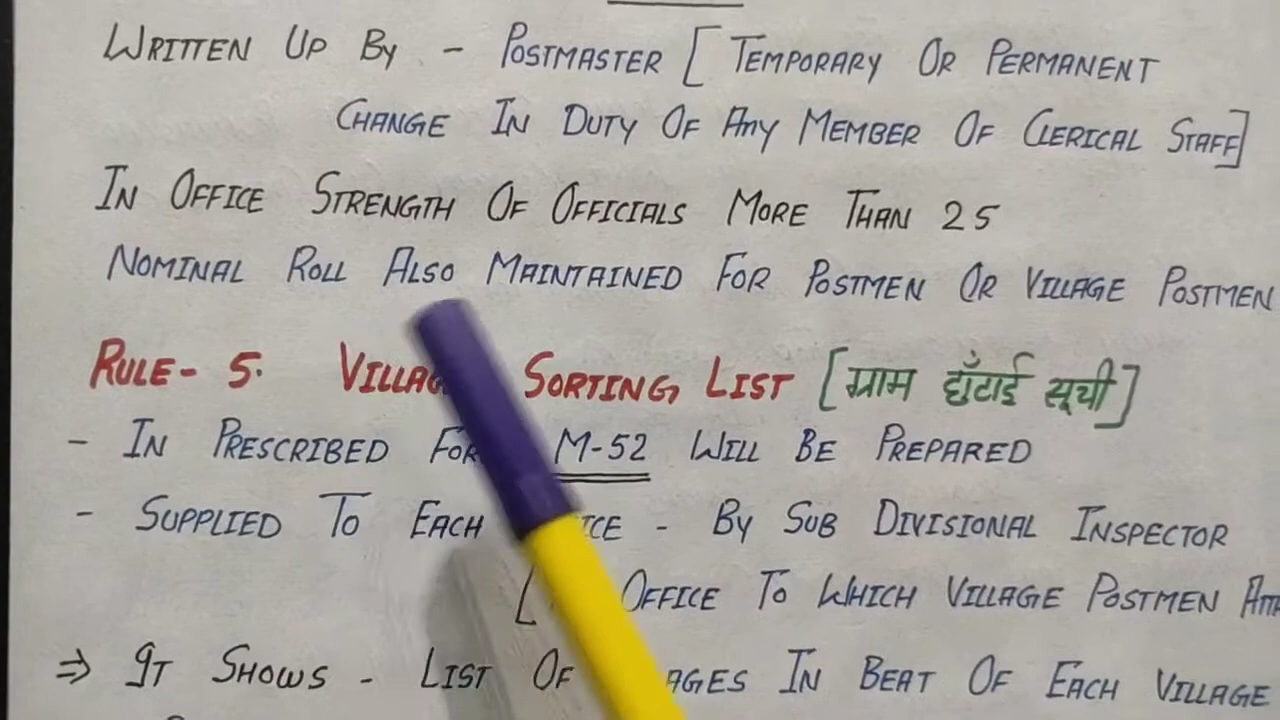 WRITTEN UP BY - POSTMASTER [ TEMPORARY OR PERMANENT
CHANGE IN DUTY OF ANY MEMBER OF CLERICAL STAFF]
IN OFFICE STRENGTH OF OFFICIALS MORE THAN 25
NOMINAL ROLL ALSO MAINTAINED FOR POSTMEN OR VILLAGE POSTMEN
RULE- 5. SORTING LIST [ग्राम छँटाई सूची]
- IN PRESCRIBED M-52 WILL BE PREPARED
- SUPPLIED TO EACH - BY SUB DIVISIONAL INSPECTOR
[ OFFICE TO WHICH VILLAGE POSTMEN
⇒ IT SHOWS - LIST OF IN BEAT OF EACH VILLAGE